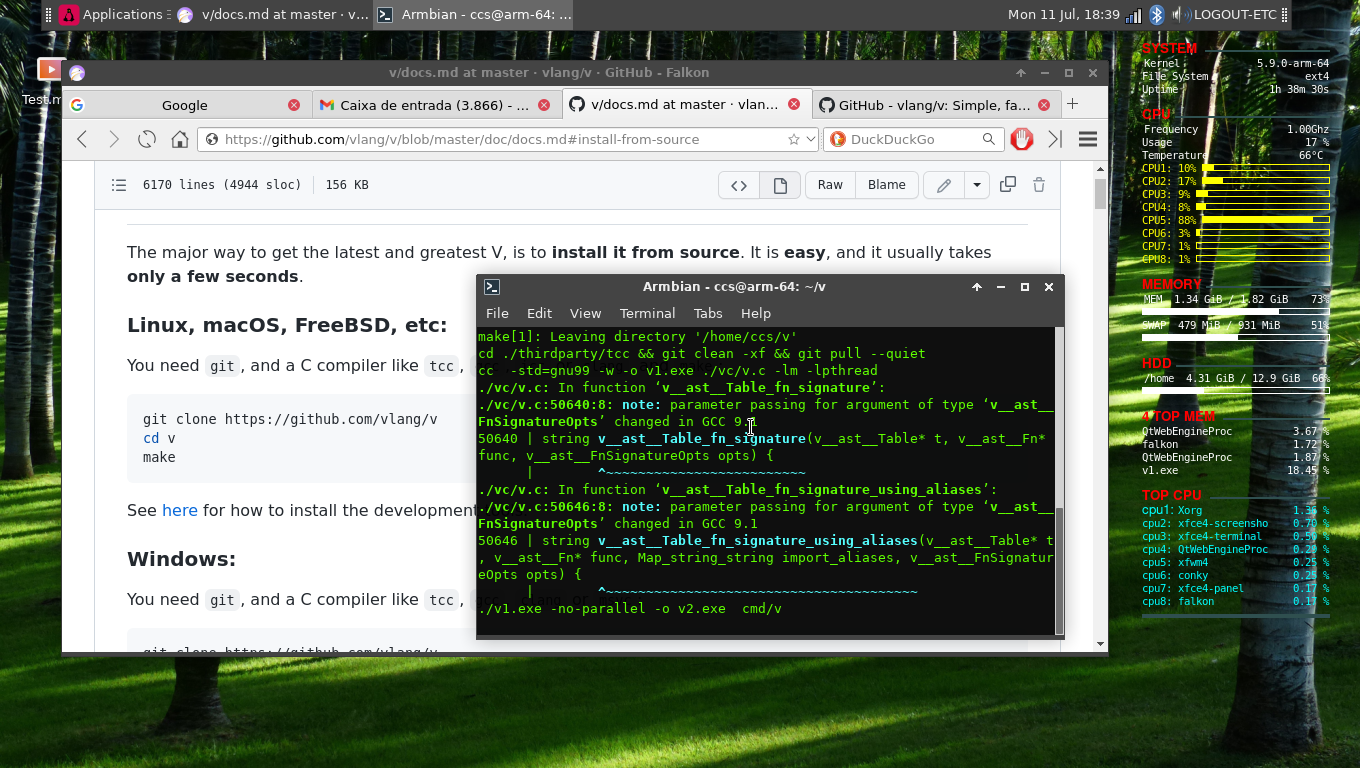 Applications
v/docs.md at master · v...
Armbian - ccs@arm-64: ...
Mon 11 Jul, 18:39
LOGOUT-ETC
Test.m
v/docs.md at master · vlang/v · GitHub - Falkon
Google
Caixa de entrada (3.866) - ...
v/docs.md at master · vlan...
GitHub - vlang/v: Simple, fa...
https://github.com/vlang/v/blob/master/doc/docs.md#install-from-source
DuckDuckGo
6170 lines (4944 sloc)
156 KB
Raw
Blame
The major way to get the latest and greatest V, is to install it from source. It is easy, and it usually takes
only a few seconds.
Linux, macOS, FreeBSD, etc:
You need git, and a C compiler like tcc,
git clone https://github.com/vlang/v
cd v
make
See here for how to install the development
Windows:
You need git, and a C compiler like tcc,
git clone https://github.com/vlang/v
Armbian - ccs@arm-64: ~/v
File Edit View Terminal Tabs Help
make[1]: Leaving directory '/home/ccs/v'
cd ./thirdparty/tcc && git clean -xf && git pull --quiet
cc  -std=gnu99 -w -o v1.exe ./vc/v.c -lm -lpthread
./vc/v.c: In function ‘v__ast__Table_fn_signature’:
./vc/v.c:50640:8: note: parameter passing for argument of type ‘v__ast__
FnSignatureOpts’ changed in GCC 9.1
50640 | string v__ast__Table_fn_signature(v__ast__Table* t, v__ast__Fn*
func, v__ast__FnSignatureOpts opts) {
|        ^~~~~~~~~~~~~~~~~~~~~~~~~~
./vc/v.c: In function ‘v__ast__Table_fn_signature_using_aliases’:
./vc/v.c:50646:8: note: parameter passing for argument of type ‘v__ast__
FnSignatureOpts’ changed in GCC 9.1
50646 | string v__ast__Table_fn_signature_using_aliases(v__ast__Table* t
, v__ast__Fn* func, Map_string_string import_aliases, v__ast__FnSignatur
eOpts opts) {
|        ^~~~~~~~~~~~~~~~~~~~~~~~~~~~~~~~~~~~~~~~
./v1.exe -no-parallel -o v2.exe  cmd/v
SYSTEM
Kernel 5.9.0-arm-64
File System ext4
Uptime 1h 38m 30s
CPU
Frequency 1.00Ghz
Usage 17 %
Temperature 66°C
CPU1: 10%
CPU2: 17%
CPU3: 9%
CPU4: 8%
CPU5: 88%
CPU6: 3%
CPU7: 1%
CPU8: 1%
MEMORY
MEM 1.34 GiB / 1.82 GiB 73%
SWAP 479 MiB / 931 MiB 51%
HDD
/home 4.31 GiB / 12.9 GiB 66%
4 TOP MEM
QtWebEngineProc 3.67 %
falkon 1.72 %
QtWebEngineProc 1.87 %
v1.exe 18.45 %
TOP CPU
cpu1: Xorg 1.36 %
cpu2: xfce4-screensho 0.70 %
cpu3: xfce4-terminal 0.50 %
cpu4: QtWebEngineProc 0.28 %
cpu5: xfwm4 0.25 %
cpu6: conky 0.25 %
cpu7: xfce4-panel 0.17 %
cpu8: falkon 0.17 %